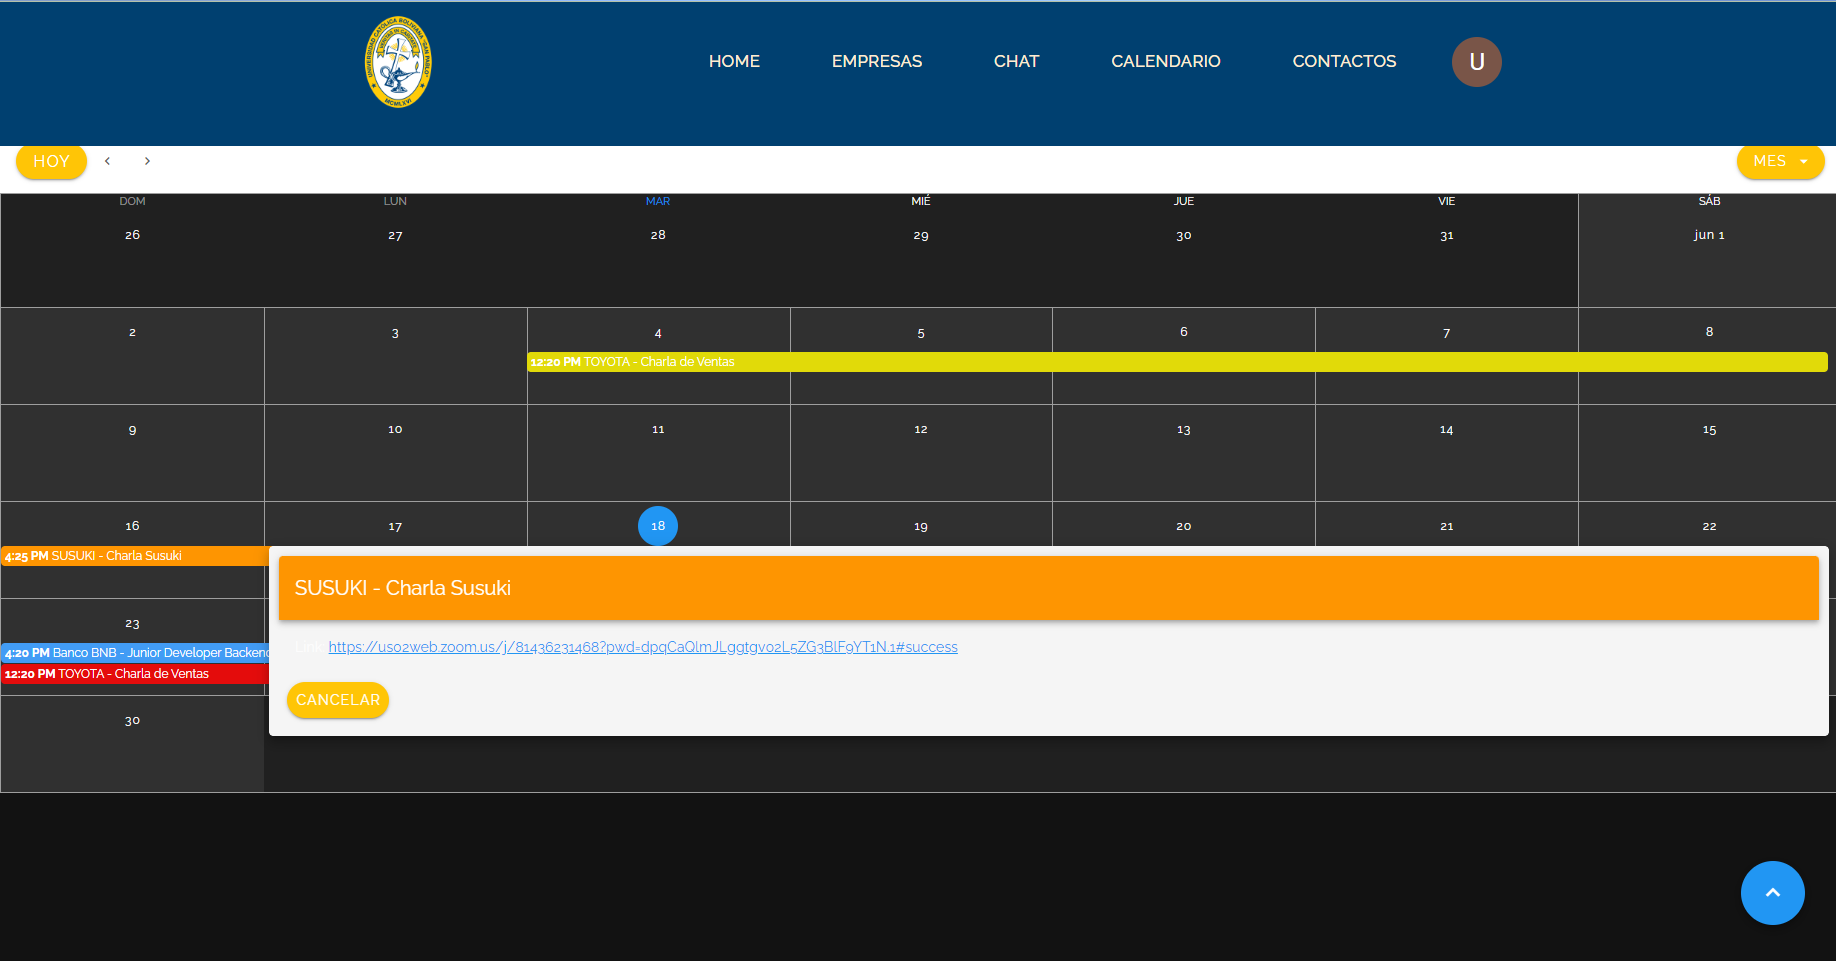 UNIVERSIDAD CATOLICA BOLIVIANA "SAN PABLO"
MCMLXVI
HOME EMPRESAS CHAT CALENDARIO CONTACTOS U
HOY MES
DOM LUN MAR MIÉ JUE VIE SÁB
26 27 28 29 30 31 jun 1
2 3 4 5 6 7 8
12:20 PM TOYOTA - Charla de Ventas
9 10 11 12 13 14 15
16 17 18 19 20 21 22
4:25 PM SUSUKI - Charla Susuki
SUSUKI - Charla Susuki
23
Link: https://us02web.zoom.us/j/81436231468?pwd=dpqCaQlmJLggtgv02L5ZG3BlF9YT1N.1#success
4:20 PM Banco BNB - Junior Developer Backend
12:20 PM TOYOTA - Charla de Ventas
CANCELAR
30